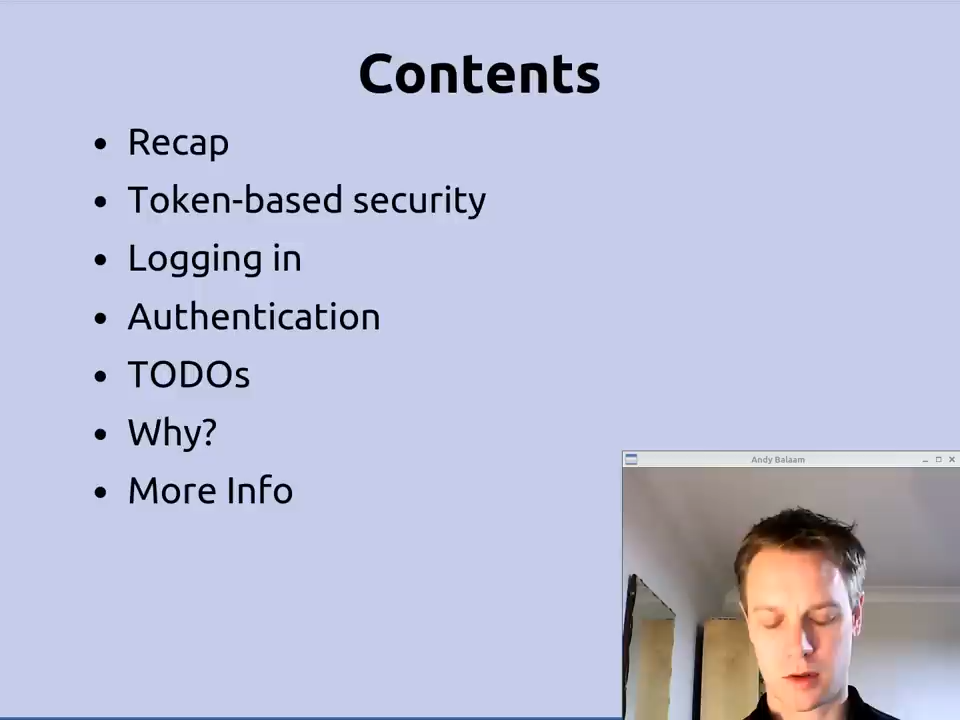 Contents
• Recap
• Token-based security
• Logging in
• Authentication
• TODOs
• Why?
• More Info
Andy Balaam